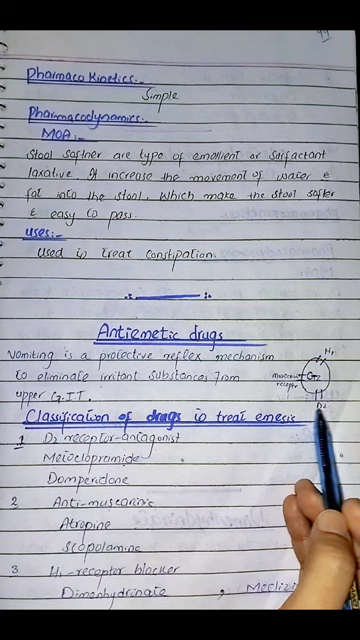 44
Pharmaco Kinetics:-
Simple
Pharmacodynamics:-
MOA:-
Stool softner are type of emollient or surfactant
laxative. It increase the movement of water &
fat into the stool, which make the stool softer
& easy to pass.
Uses:-
Used to treat constipation.
Antiemetic drugs
Vomiting is a protective reflex mechanism
to eliminate irritant substances from
upper G.I.T.
H1
muscarinic
receptor
D2
Classification of drugs to treat emesis
1 D2 receptor-antagonist
Metoclopramide
Domperidone
2 Anti-muscarinic
Atropine
Scopolamine
3 H1-receptor blocker
Dimenhydrinate ,